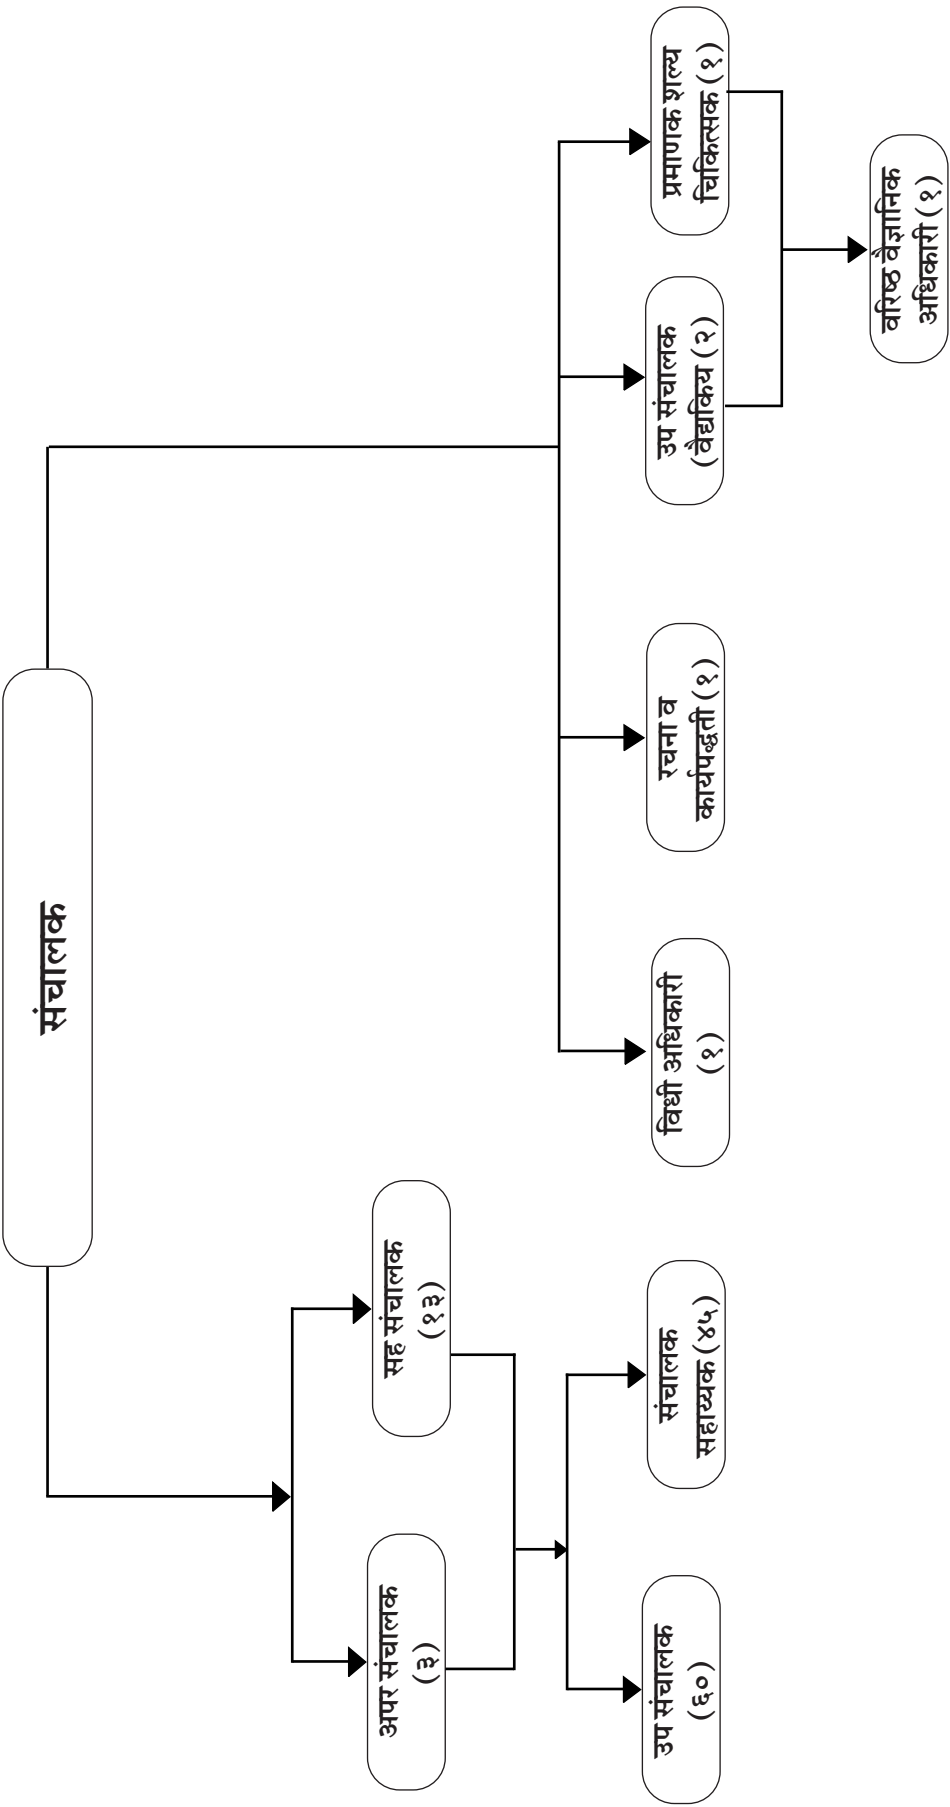 संचालक
अपर संचालक
(३)
सह संचालक
(१३)
उप संचालक
(६०)
संचालक
सहाय्यक (४५)
विधी अधिकारी
(१)
रचना व
कार्यपद्धती (१)
उप संचालक
(वैद्यकिय (२)
प्रमाणक शल्य
चिकित्सक (१)
वरिष्ठ वैज्ञानिक
अधिकारी (१)